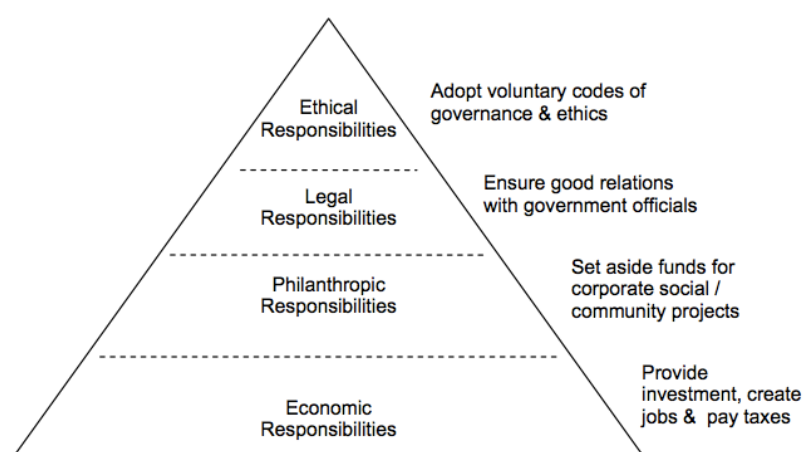 Ethical
Responsibilities
Adopt voluntary codes of
governance & ethics
Legal
Responsibilities
Ensure good relations
with government officials
Philanthropic
Responsibilities
Set aside funds for
corporate social /
community projects
Economic
Responsibilities
Provide
investment, create
jobs & pay taxes